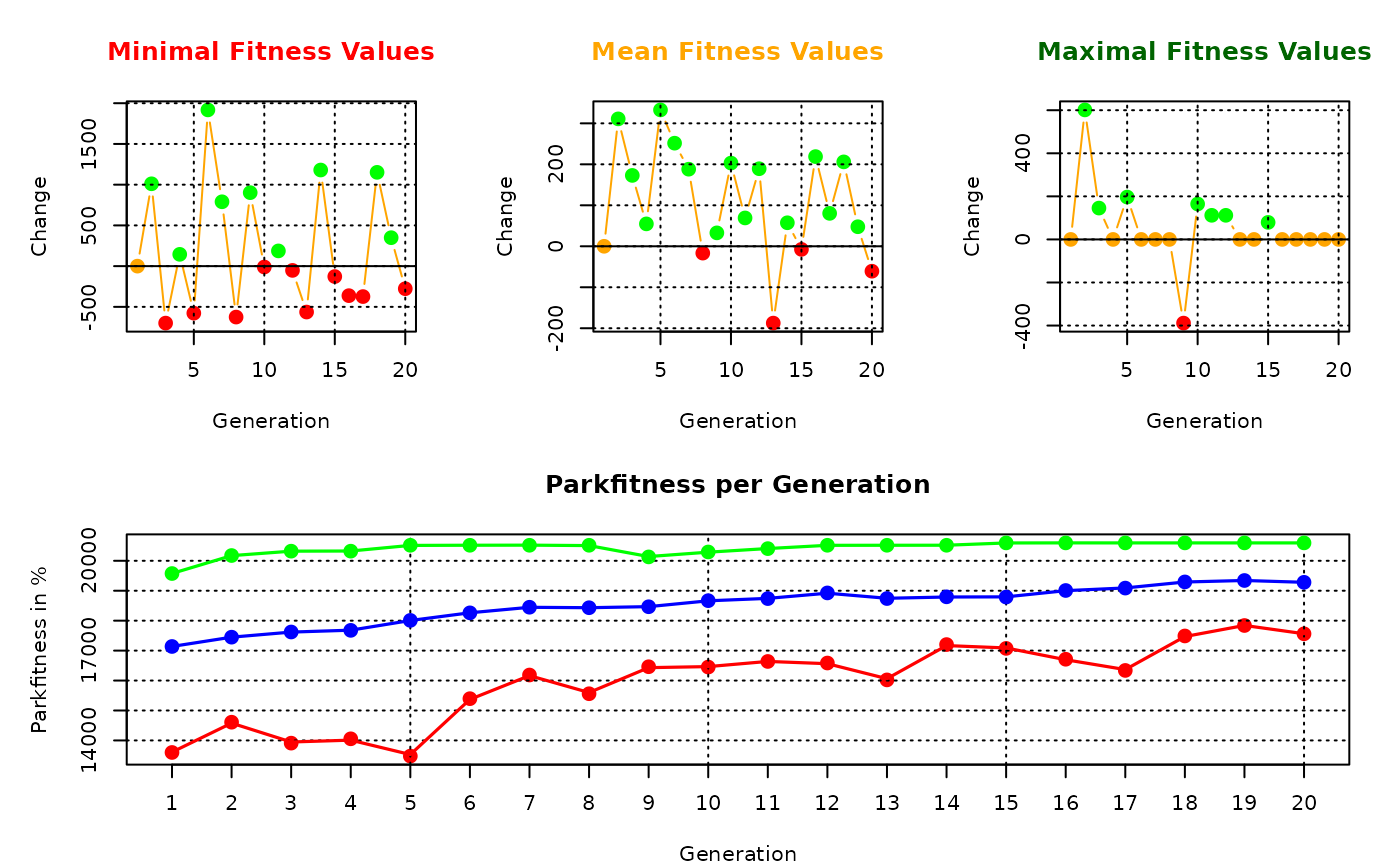 Minimal Fitness Values
Change
-500
500
1500
5 10 15 20
Generation
Mean Fitness Values
Change
-200
0
200
5 10 15 20
Generation
Maximal Fitness Values
Change
-400
0
400
5 10 15 20
Generation
Parkfitness per Generation
Parkfitness in %
14000
17000
20000
1 2 3 4 5 6 7 8 9 10 11 12 13 14 15 16 17 18 19 20
Generation